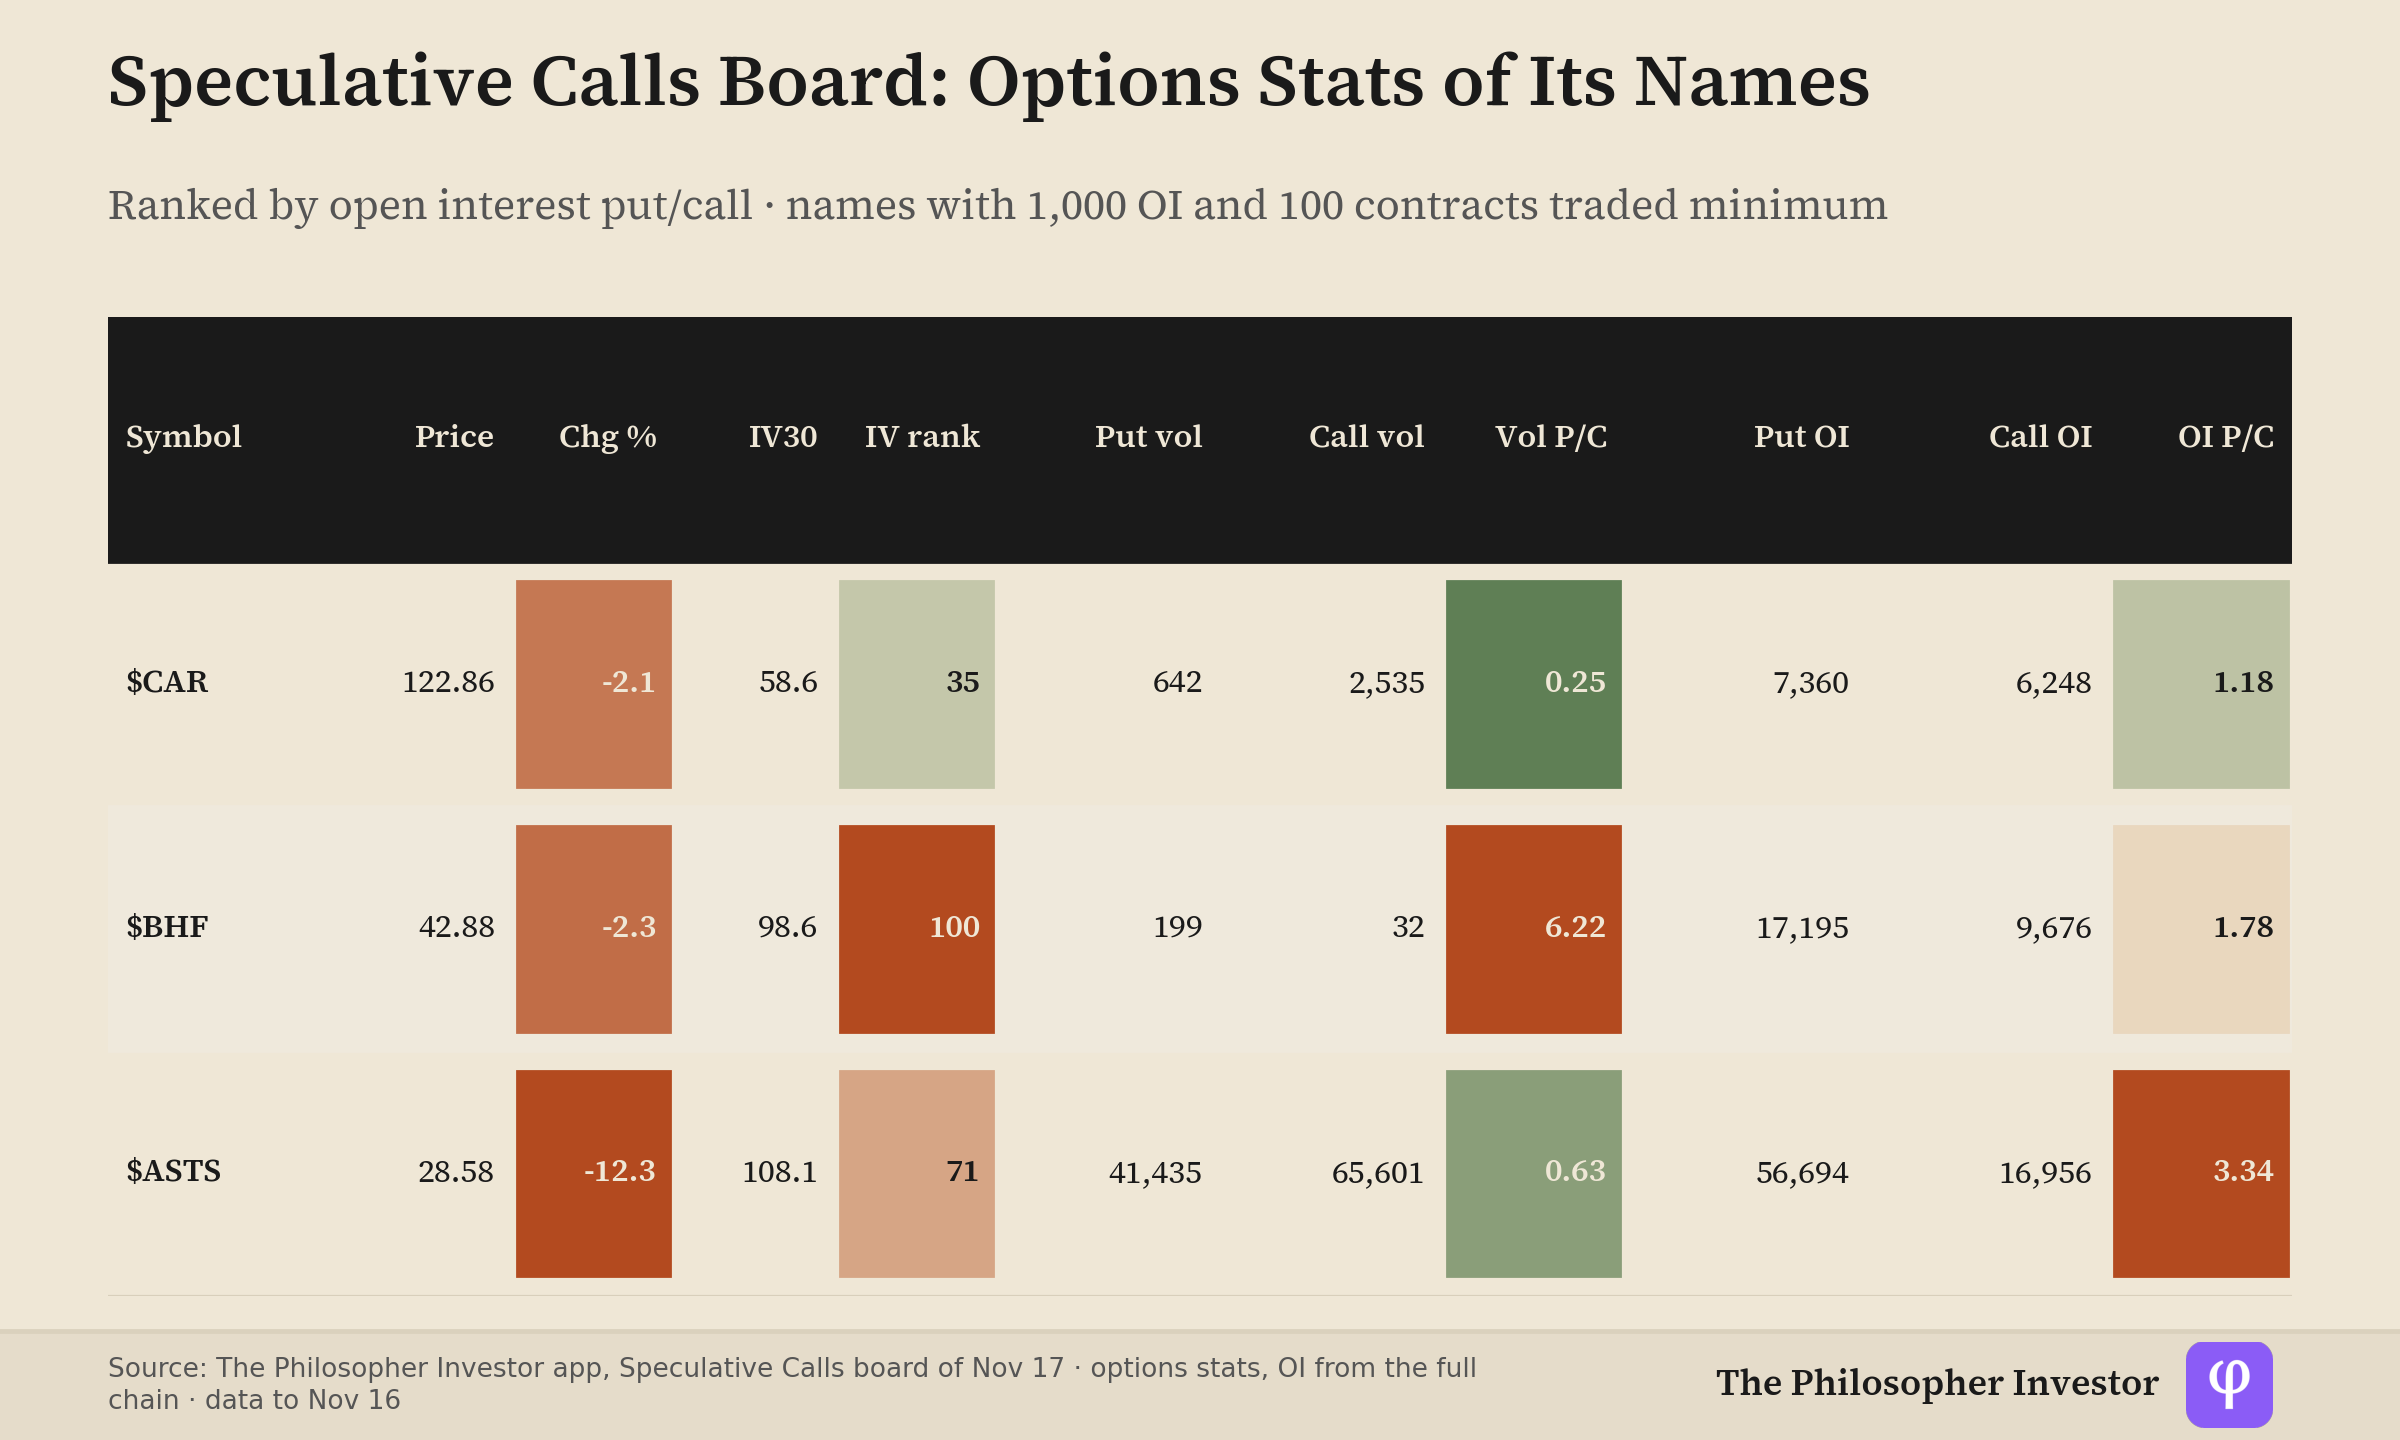 Speculative Calls Board: Options Stats of Its Names
Ranked by open interest put/call · names with 1,000 OI and 100 contracts traded minimum
Symbol Price Chg % IV30 IV rank Put vol Call vol Vol P/C Put OI Call OI OI P/C
$CAR 122.86 -2.1 58.6 35 642 2,535 0.25 7,360 6,248 1.18
$BHF 42.88 -2.3 98.6 100 199 32 6.22 17,195 9,676 1.78
$ASTS 28.58 -12.3 108.1 71 41,435 65,601 0.63 56,694 16,956 3.34
Source: The Philosopher Investor app, Speculative Calls board of Nov 17 · options stats, OI from the full
chain · data to Nov 16
The Philosopher Investor φ